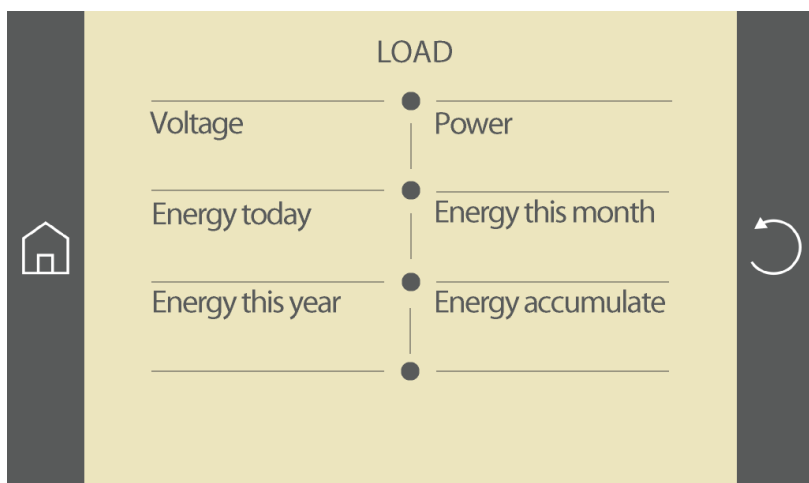 LOAD
Voltage
Power
Energy today
Energy this month
Energy this year
Energy accumulate